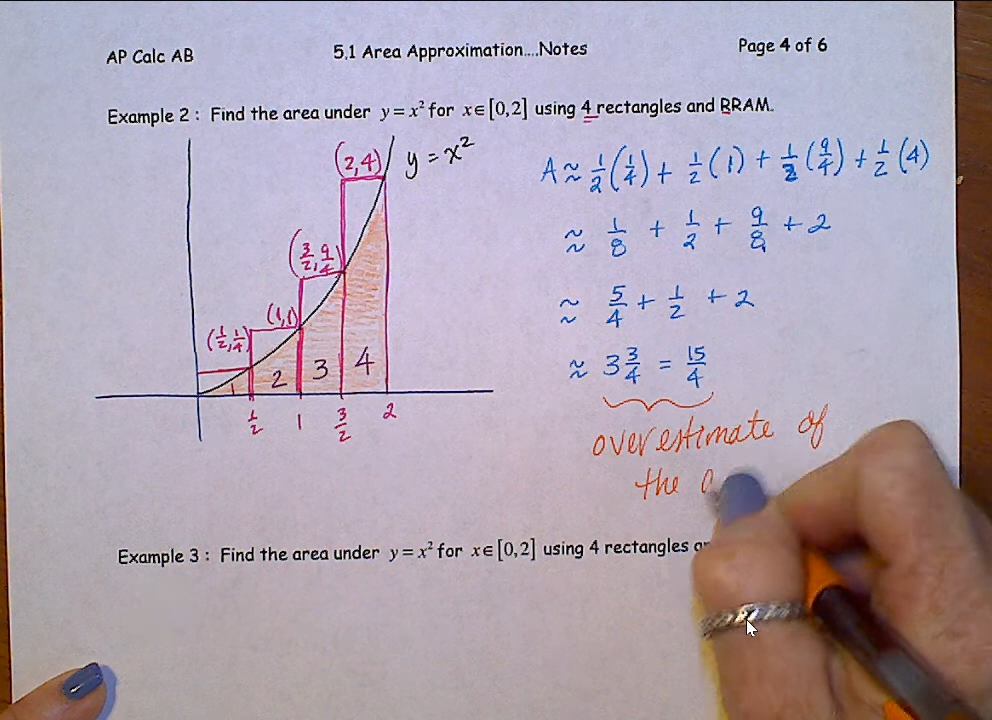 AP Calc AB 5.1 Area Approximation....Notes Page 4 of 6
Example 2 : Find the area under y = x² for x∈[0,2] using 4 rectangles and BRAM.
(2,4) y = x²
(3/2, 9/4)
(1,1)
(1/2, 1/4)
1 2 3 4
1/2 1 3/2 2
A ≈ 1/2(1/4) + 1/2(1) + 1/2(9/4) + 1/2(4)
≈ 1/8 + 1/2 + 9/8 + 2
≈ 5/4 + 1/2 + 2
≈ 3 3/4 = 15/4
overestimate of
the
Example 3 : Find the area under y = x² for x∈[0,2] using 4 rectangles